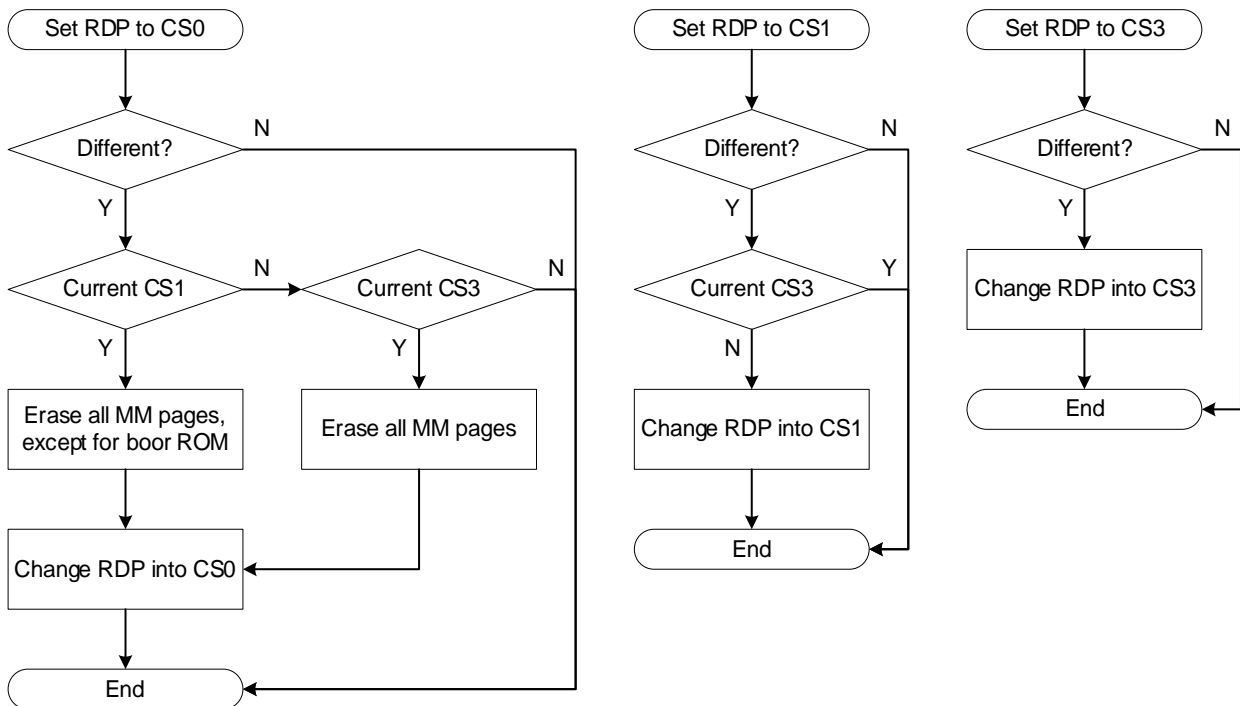 Set RDP to CS0
Different?
N
Y
Current CS1
N
Current CS3
N
Y
Y
Erase all MM pages,
except for boor ROM
Erase all MM pages
Change RDP into CS0
End
Set RDP to CS1
Different?
N
Y
Current CS3
Y
N
Change RDP into CS1
End
Set RDP to CS3
Different?
N
Y
Change RDP into CS3
End